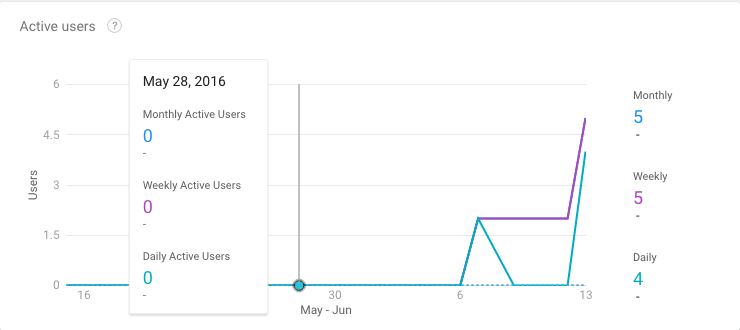 Active users ?
May 28, 2016
Monthly Active Users
0
-
Weekly Active Users
0
-
Daily Active Users
0
-
Users
6
4.5
3
1.5
0
16
30
6
13
May - Jun
Monthly
5
-
Weekly
5
-
Daily
4
-